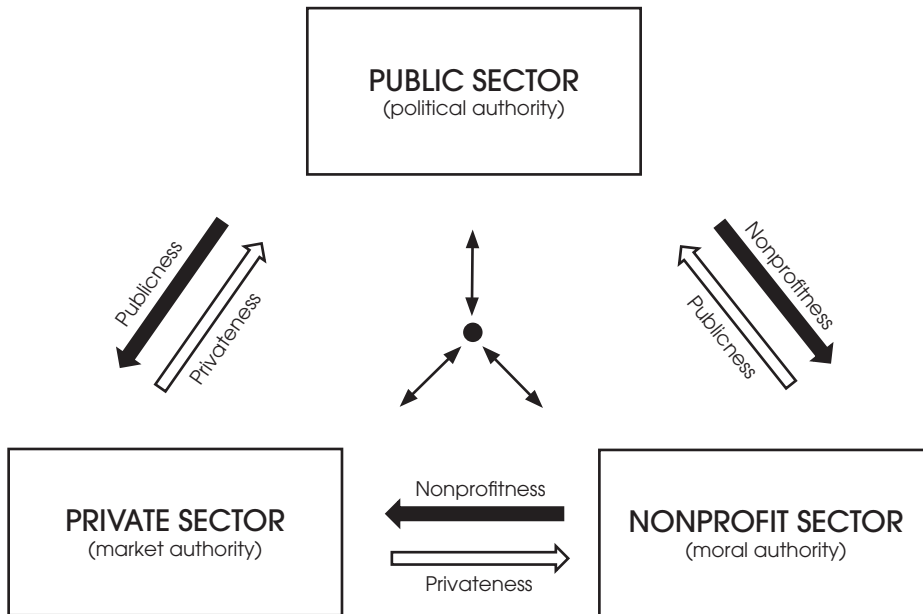 PUBLIC SECTOR
(political authority)
Publicness
Privateness
Nonprofitness
Publicness
PRIVATE SECTOR
(market authority)
Nonprofitness
Privateness
NONPROFIT SECTOR
(moral authority)